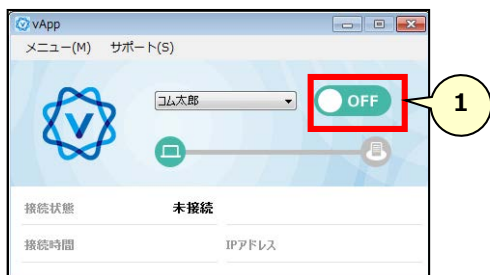 vApp
メニュー(M) サポート(S)
V
コム太郎
OFF
1
接続状態 未接続
接続時間 IPアドレス